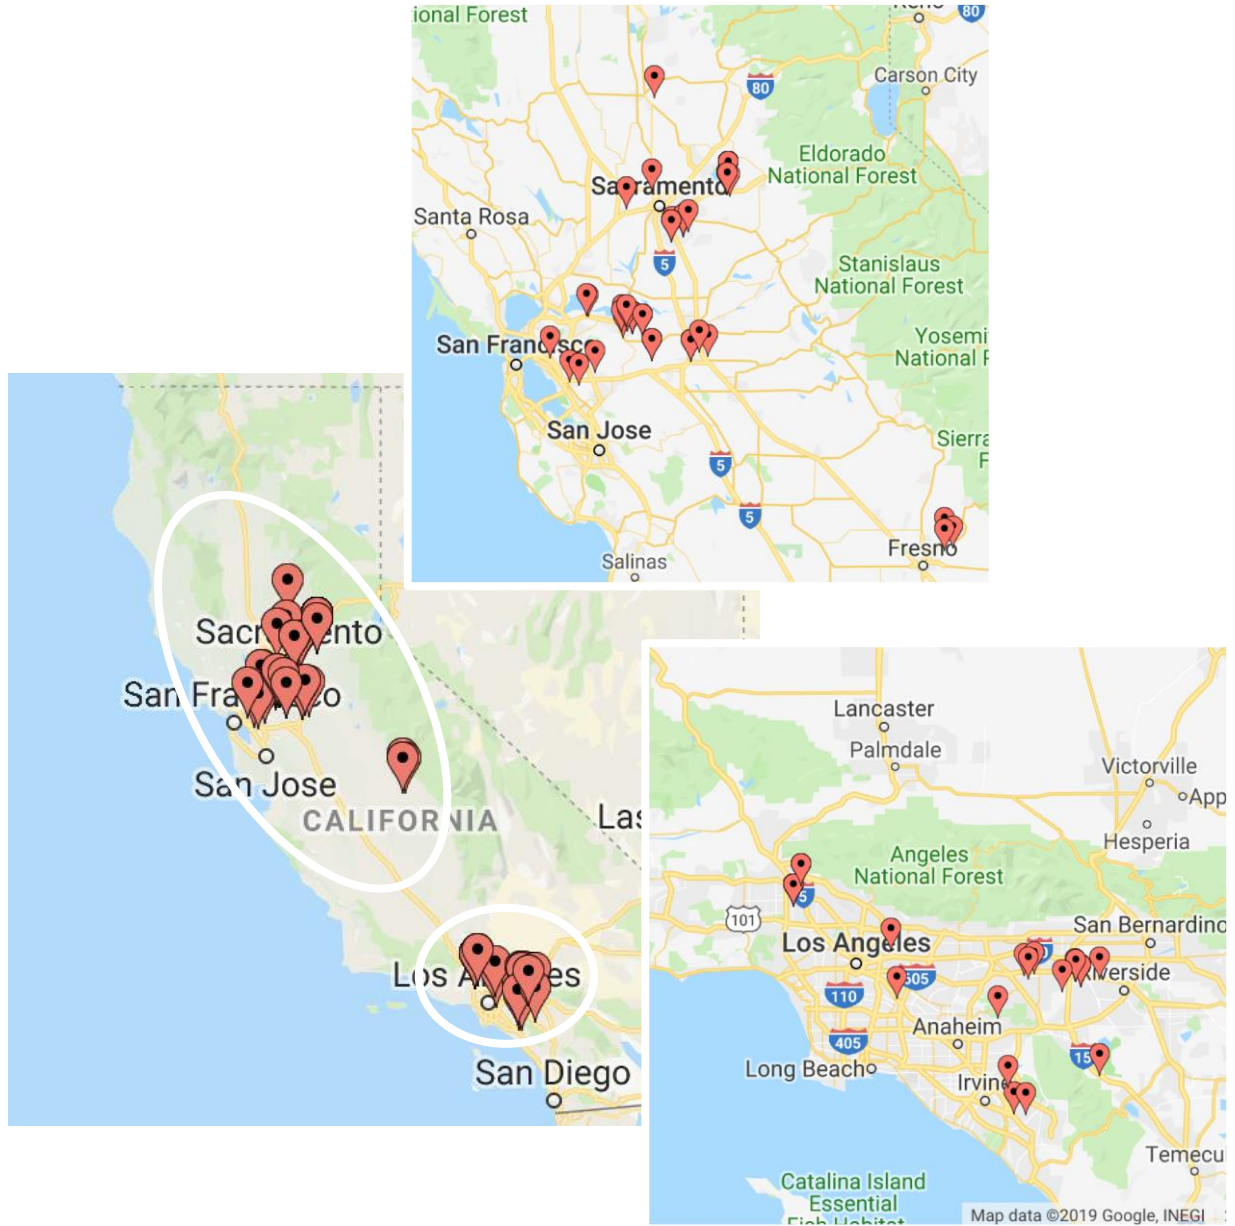 ional Forest
80
Carson City
80
Eldorado
National Forest
Sacramento
Santa Rosa
5
Stanislaus
National Forest
San Francisco
San Jose
5
5
Fresno
Salinas
Sacramento
San Francisco
San Jose
CALIFORNIA
Las
Los Angeles
San Diego
Lancaster
Palmdale
Victorville
App
Hesperia
Angeles
National Forest
5
101
Los Angeles
San Bernardino
Riverside
605
110
Anaheim
405
15
Long Beach
Irvine
Temecu
Catalina Island
Essential
Map data ©2019 Google, INEGI